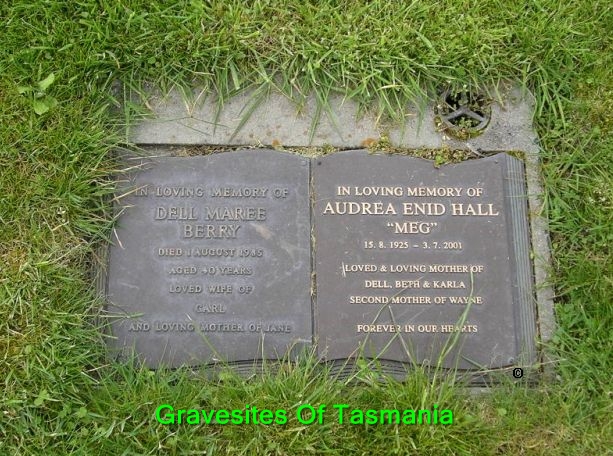 IN LOVING MEMORY OF
DELL MAREE
BERRY
DIED 1 AUGUST 1985
AGED 40 YEARS
LOVED WIFE OF
CARL
AND LOVING MOTHER OF JANE
IN LOVING MEMORY OF
AUDREA ENID HALL
"MEG"
15. 8. 1925 – 3. 7. 2001
LOVED & LOVING MOTHER OF
DELL, BETH & KARLA
SECOND MOTHER OF WAYNE
FOREVER IN OUR HEARTS
©
Gravesites Of Tasmania